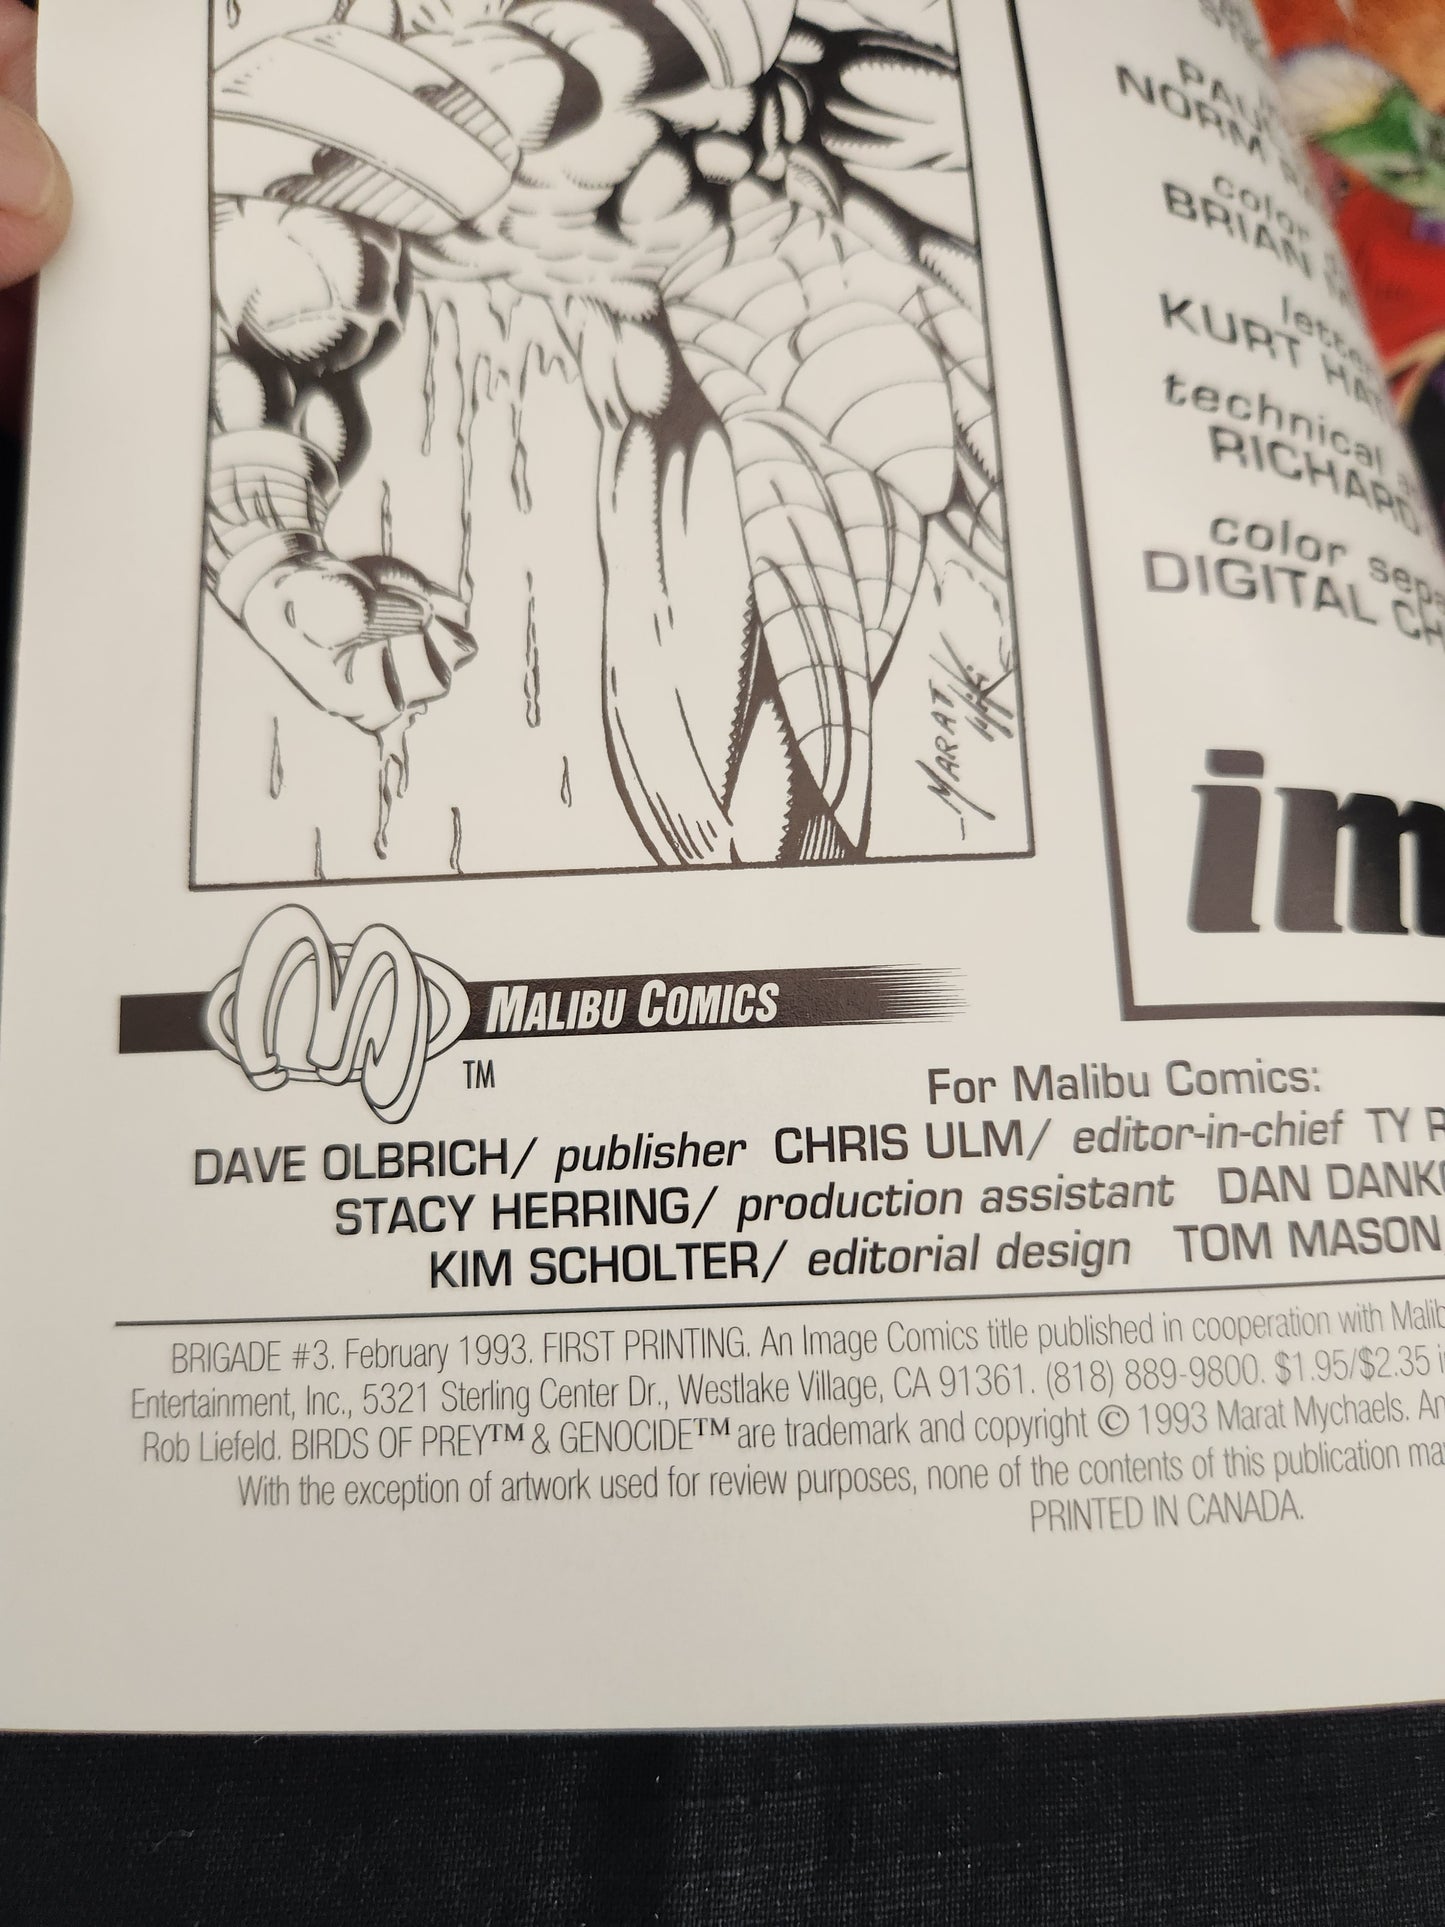 PAUL
NORM
color
BRIAN
KURT
technical
RICHARD
color
DIGITAL
MARAT
MALIBU COMICS
TM
For Malibu Comics:
DAVE OLBRICH/ publisher CHRIS ULM/ editor-in-chief TY
STACY HERRING/ production assistant DAN
KIM SCHOLTER/ editorial design TOM MASON
BRIGADE #3. February 1993. FIRST PRINTING. An Image Comics title published in cooperation with
Entertainment, Inc., 5321 Sterling Center Dr., Westlake Village, CA 91361. (818) 889-9800. $1.95/$2.35
Rob Liefeld. BIRDS OF PREY™ & GENOCIDE™ are trademark and copyright © 1993 Marat Mychaels.
With the exception of artwork used for review purposes, none of the contents of this publication
PRINTED IN CANADA.